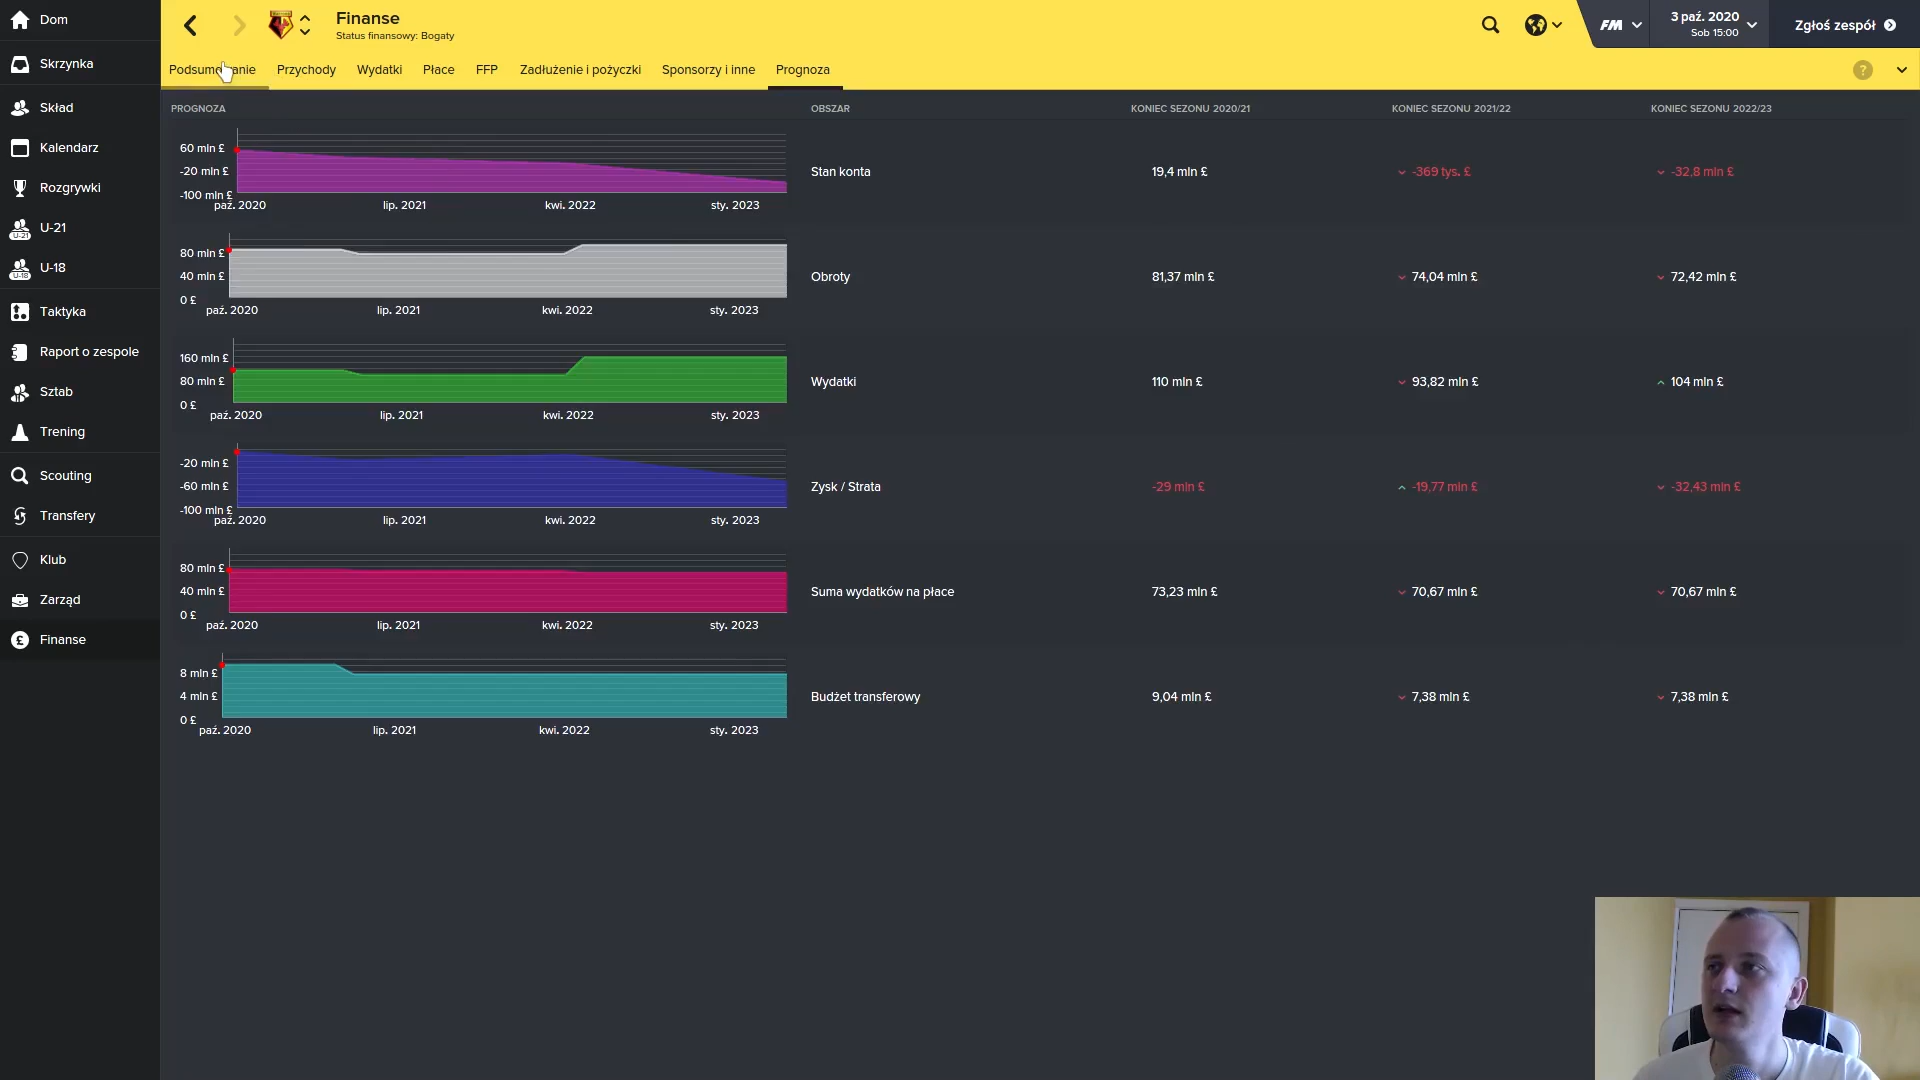 Dom
Skrzynka
Skład
Kalendarz
Rozgrywki
U-21
U-18
Taktyka
Raport o zespole
Sztab
Trening
Scouting
Transfery
Klub
Zarząd
Finanse
Finanse
Status finansowy: Bogaty
FM
3 paź. 2020
Sob 15:00
Zgłoś zespół
Przychody Wydatki Płace FFP Zadłużenie i pożyczki Sponsorzy i inne Prognoza
?
PROGNOZA OBSZAR KONIEC SEZONU 2020/21 KONIEC SEZONU 2021/22 KONIEC SEZONU 2022/23
60 mln £
-20 mln £
-100 mln £
paź. 2020 lip. 2021 kwi. 2022 sty. 2023
Stan konta 19,4 mln £ -369 tys. £ -32,8 mln £
80 mln £
40 mln £
0 £
paź. 2020 lip. 2021 kwi. 2022 sty. 2023
Obroty 81,37 mln £ 74,04 mln £ 72,42 mln £
160 mln £
80 mln £
0 £
paź. 2020 lip. 2021 kwi. 2022 sty. 2023
Wydatki 110 mln £ 93,82 mln £ 104 mln £
-20 mln £
-60 mln £
-100 mln £
paź. 2020 lip. 2021 kwi. 2022 sty. 2023
Zysk / Strata -29 mln £ -19,77 mln £ -32,43 mln £
80 mln £
40 mln £
0 £
paź. 2020 lip. 2021 kwi. 2022 sty. 2023
Suma wydatków na płace 73,23 mln £ 70,67 mln £ 70,67 mln £
8 mln £
4 mln £
0 £
paź. 2020 lip. 2021 kwi. 2022 sty. 2023
Budżet transferowy 9,04 mln £ 7,38 mln £ 7,38 mln £